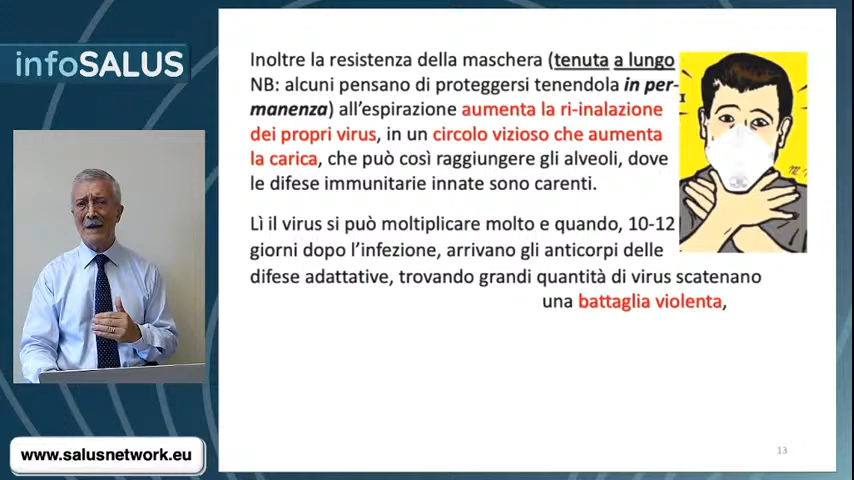 infoSALUS
Inoltre la resistenza della maschera (tenuta a lungo
NB: alcuni pensano di proteggersi tenendola in per-
manenza) all’espirazione aumenta la ri-inalazione
dei propri virus, in un circolo vizioso che aumenta
la carica, che può così raggiungere gli alveoli, dove
le difese immunitarie innate sono carenti.
Lì il virus si può moltiplicare molto e quando, 10-12
giorni dopo l’infezione, arrivano gli anticorpi delle
difese adattative, trovando grandi quantità di virus scatenano
una battaglia violenta,
www.salusnetwork.eu
13